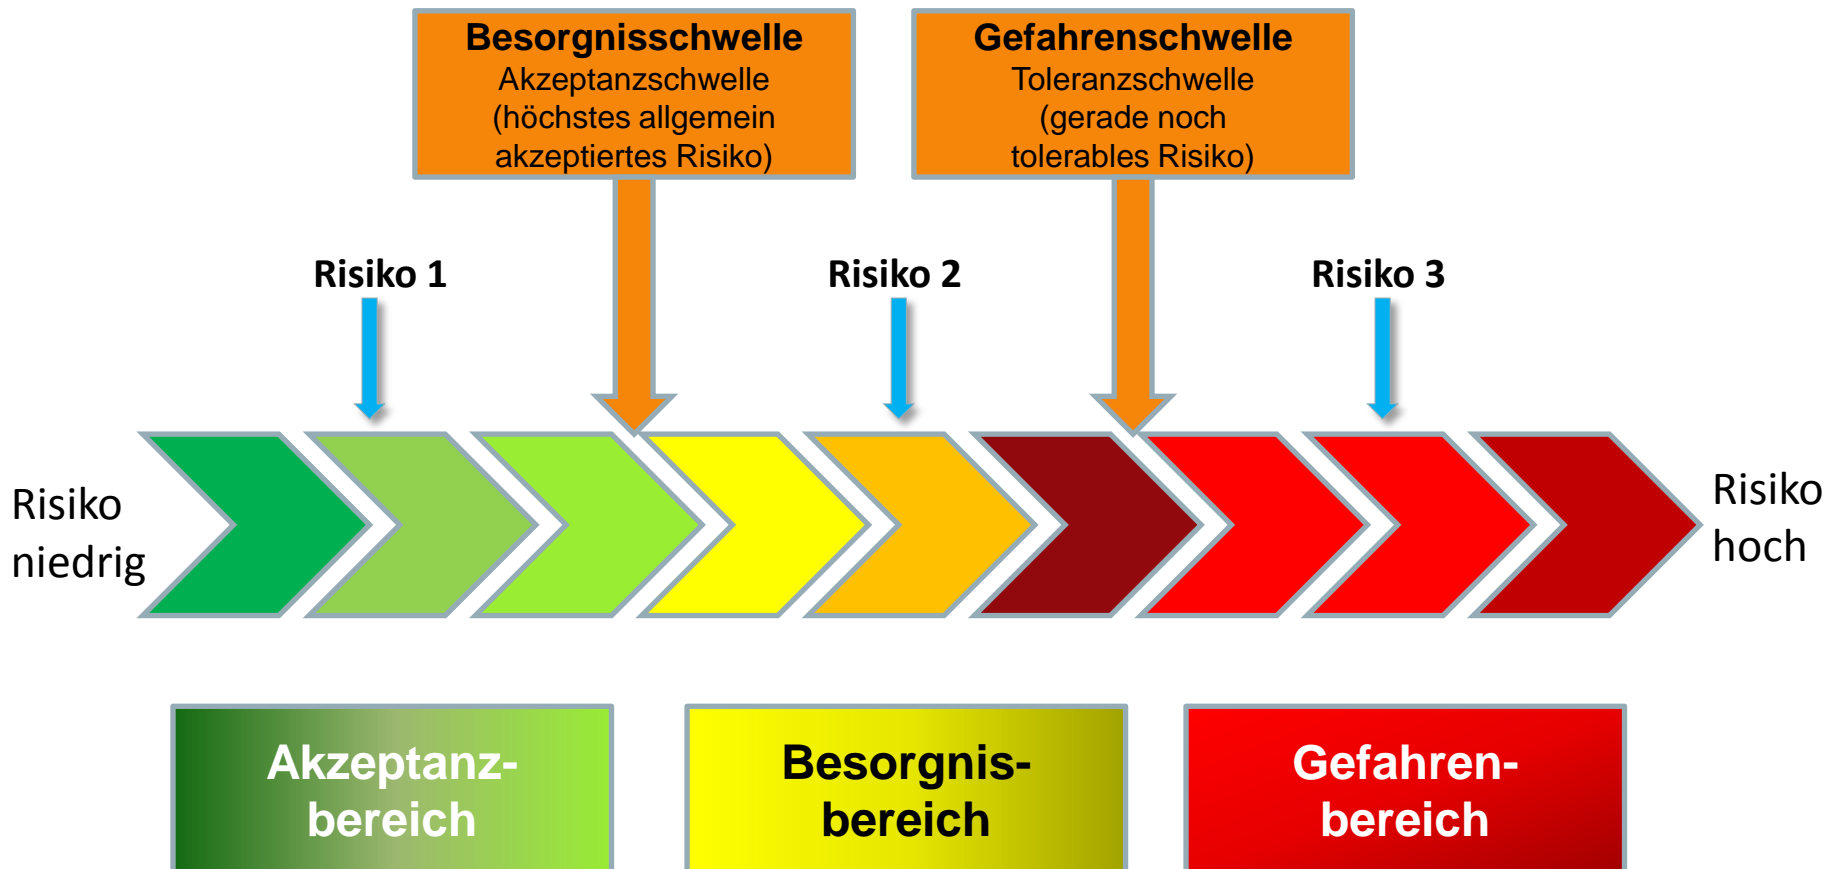 Besorgnisschwelle
Akzeptanzschwelle
(höchstes allgemein
akzeptiertes Risiko)
Gefahrenschwelle
Toleranzschwelle
(gerade noch
tolerables Risiko)
Risiko 1
Risiko 2
Risiko 3
Risiko
niedrig
Risiko
hoch
Akzeptanz-
bereich
Besorgnis-
bereich
Gefahren-
bereich